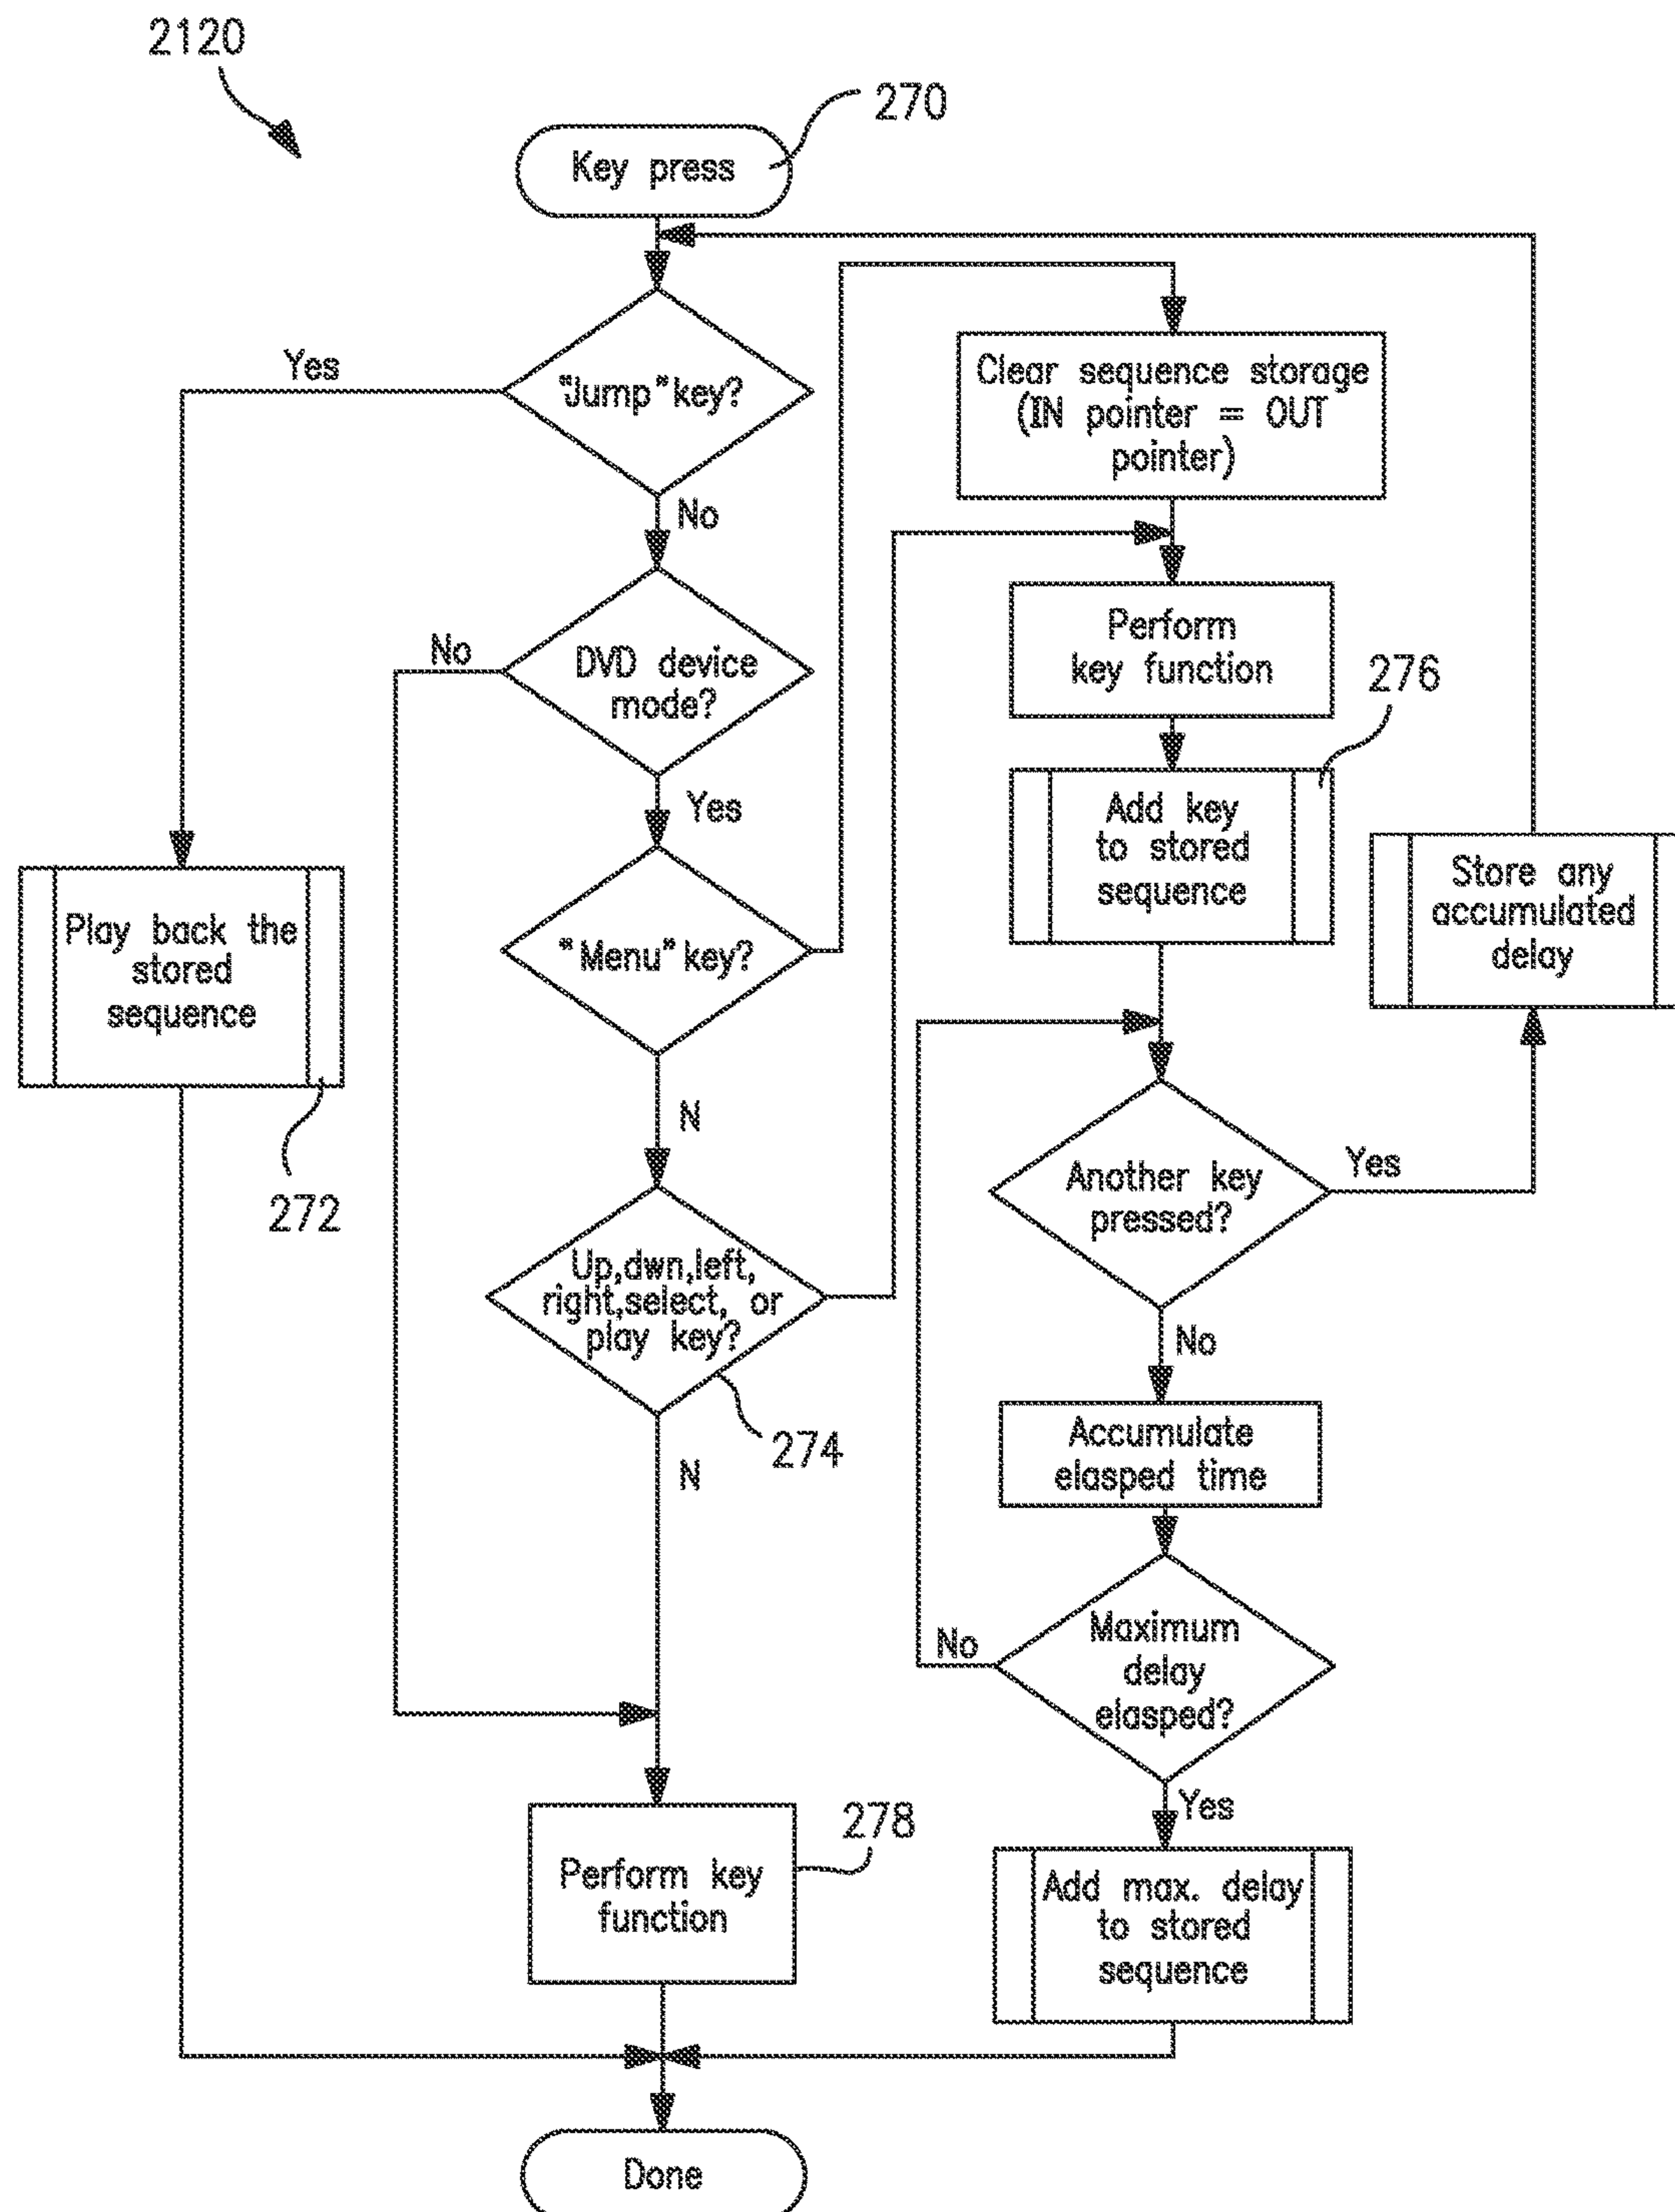 2120
270
Key press
Yes
"Jump" key?
No
Clear sequence storage
(IN pointer = OUT
pointer)
No
DVD device
mode?
Yes
Perform
key function
276
Add key
to stored
sequence
Store any
accumulated
delay
Play back the
stored
sequence
272
"Menu" key?
N
Another key
pressed?
Yes
No
Up,dwn,left,
right,select, or
play key?
274
N
Accumulate
elasped time
No
Maximum
delay
elasped?
Yes
278
Perform key
function
Add max. delay
to stored
sequence
Done